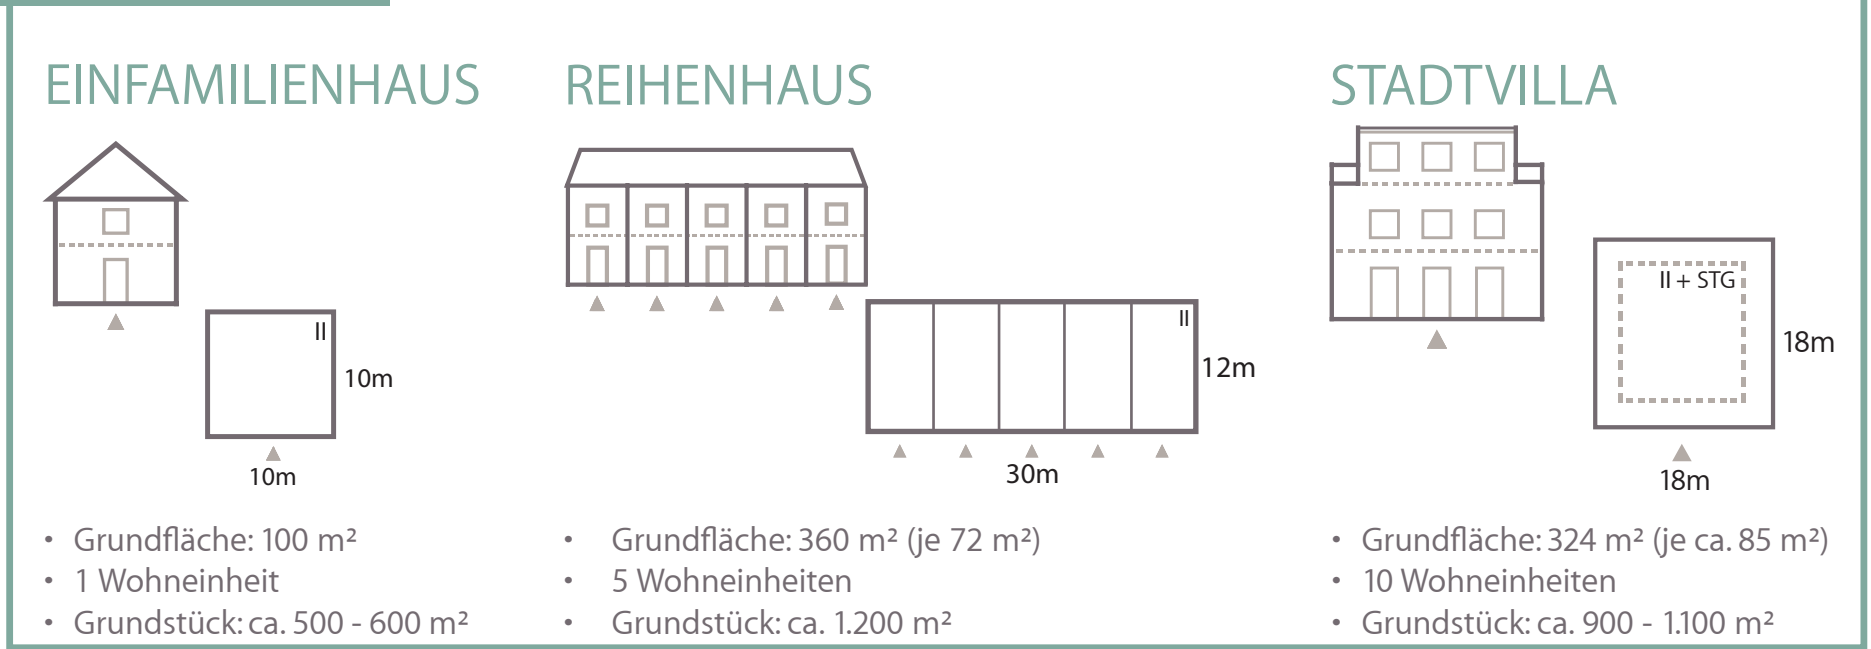 EINFAMILIENHAUS
II
10m
10m
• Grundfläche: 100 m²
• 1 Wohneinheit
• Grundstück: ca. 500 - 600 m²
REIHENHAUS
II
12m
30m
• Grundfläche: 360 m² (je 72 m²)
• 5 Wohneinheiten
• Grundstück: ca. 1.200 m²
STADTVILLA
II + STG
18m
18m
• Grundfläche: 324 m² (je ca. 85 m²)
• 10 Wohneinheiten
• Grundstück: ca. 900 - 1.100 m²